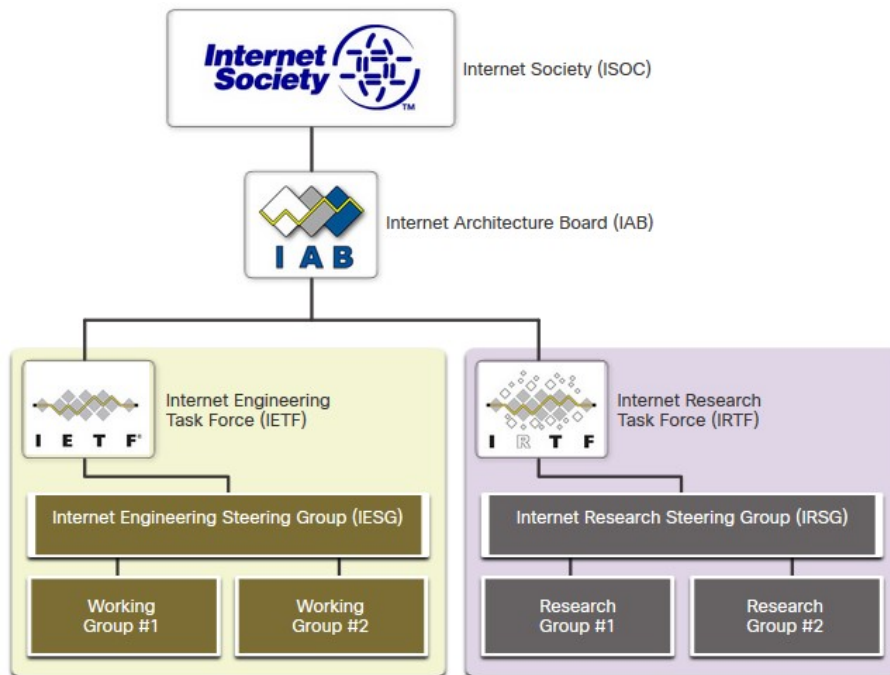 Internet
Society
TM
Internet Society (ISOC)
IAB
Internet Architecture Board (IAB)
IETF®
Internet Engineering
Task Force (IETF)
IRTF
Internet Research
Task Force (IRTF)
Internet Engineering Steering Group (IESG)
Internet Research Steering Group (IRSG)
Working
Group #1
Working
Group #2
Research
Group #1
Research
Group #2